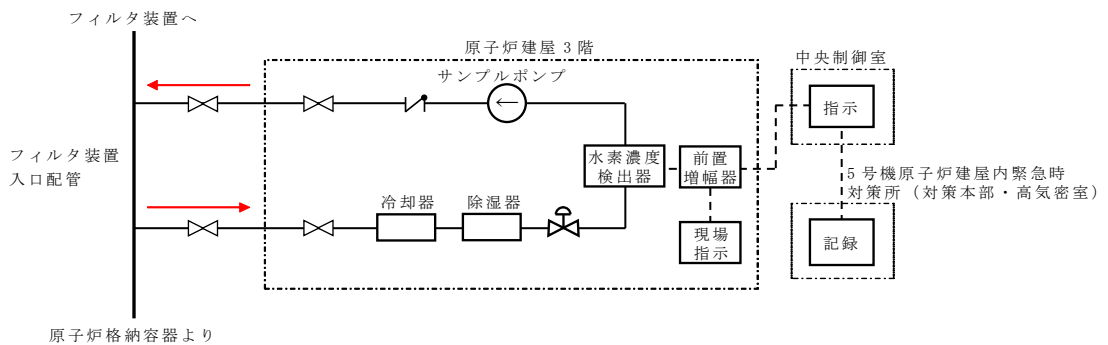 フィルタ装置へ
原子炉建屋 3 階
サンプルポンプ
中央制御室
指示
フィルタ装置
入口配管
水素濃度
検出器
前置
増幅器
5 号機原子炉建屋内緊急時
対策所（対策本部・高気密室）
冷却器
除湿器
現場
指示
記録
原子炉格納容器より